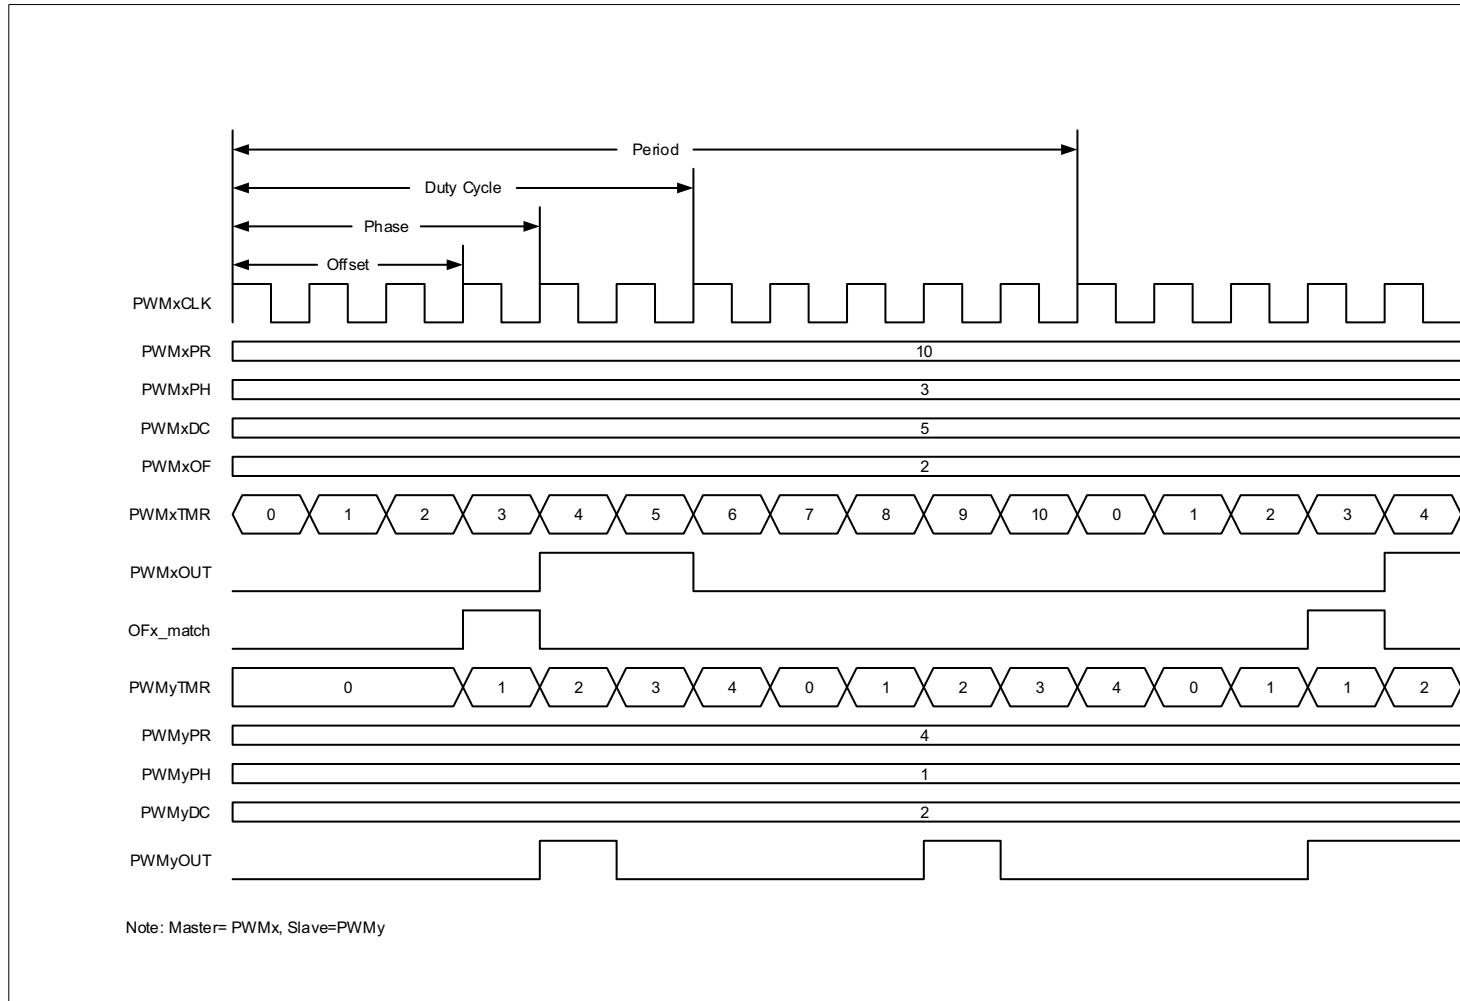 Period
Duty Cycle
Phase
Offset
PWMxCLK
PWMxPR 10
PWMxPH 3
PWMxDC 5
PWMxOF 2
PWMxTMR 0 1 2 3 4 5 6 7 8 9 10 0 1 2 3 4
PWMxOUT
OFx_match
PWMyTMR 0 1 2 3 4 0 1 2 3 4 0 1 1 2
PWMyPR 4
PWMyPH 1
PWMyDC 2
PWMyOUT
Note: Master= PWMx, Slave=PWMy